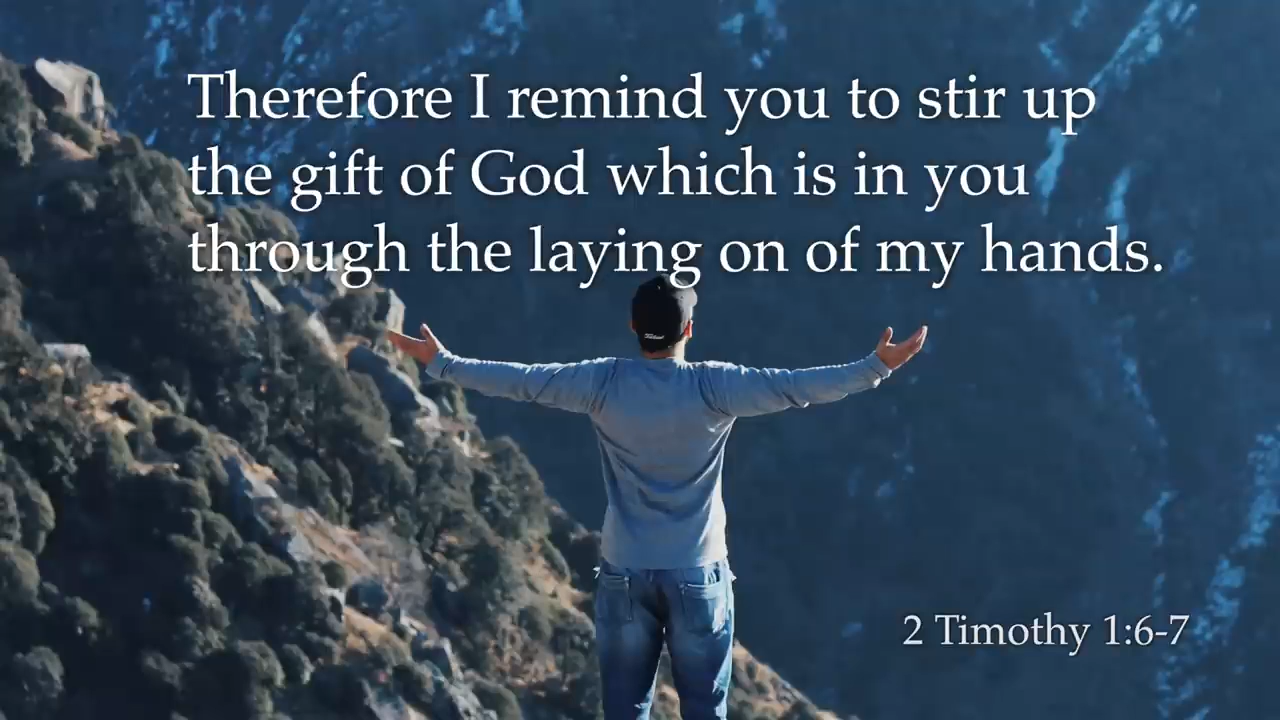 Therefore I remind you to stir up
the gift of God which is in you
through the laying on of my hands.
2 Timothy 1:6-7